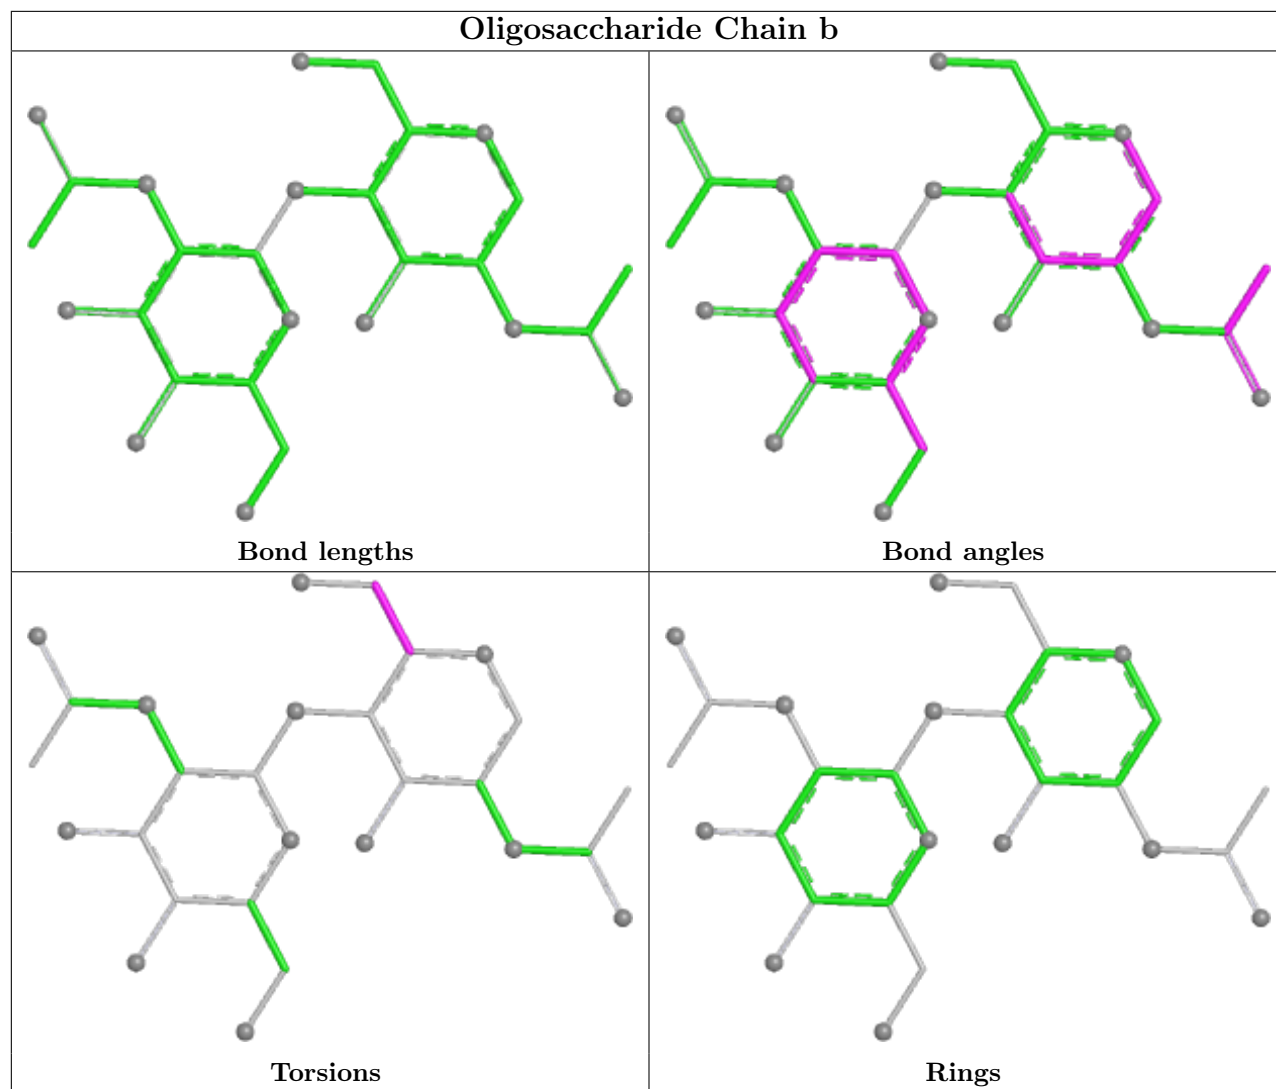 Oligosaccharide Chain b
Bond lengths
Bond angles
Torsions
Rings